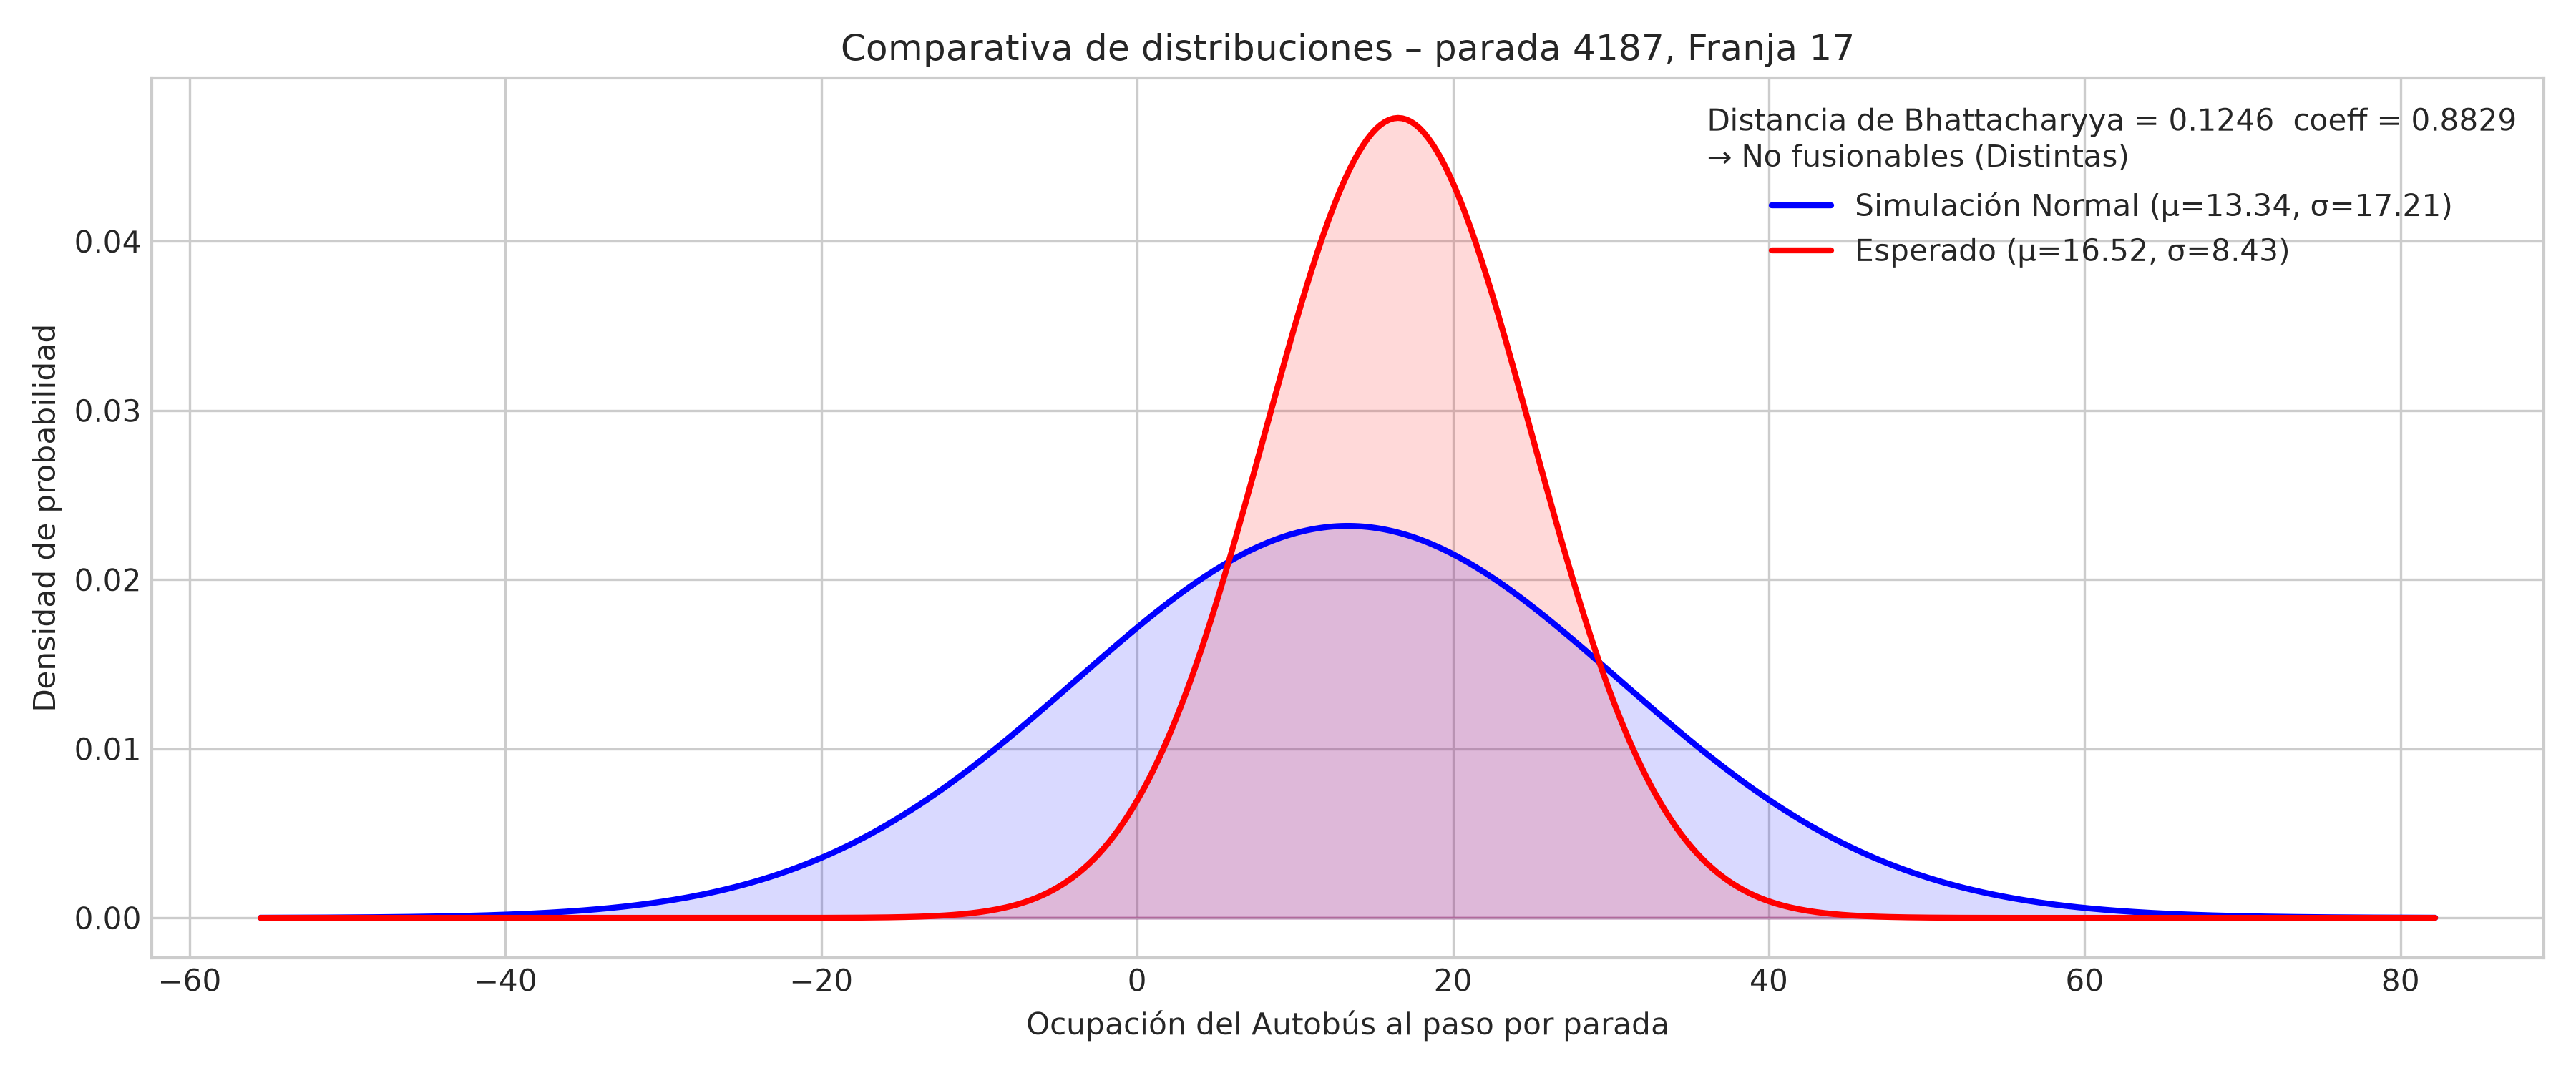 Comparativa de distribuciones – parada 4187, Franja 17
Distancia de Bhattacharyya = 0.1246  coeff = 0.8829
→ No fusionables (Distintas)
Simulación Normal (μ=13.34, σ=17.21)
Esperado (μ=16.52, σ=8.43)
Densidad de probabilidad
0.04
0.03
0.02
0.01
0.00
−60 −40 −20 0 20 40 60 80
Ocupación del Autobús al paso por parada